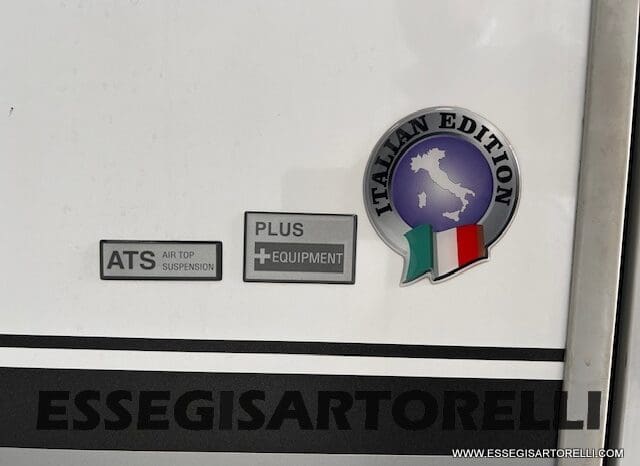 ITALIAN EDITION
PLUS
+EQUIPMENT
ATS AIR TOP
SUSPENSION
ESSEGISARTORELLI
WWW.ESSEGISARTORELLI.COM